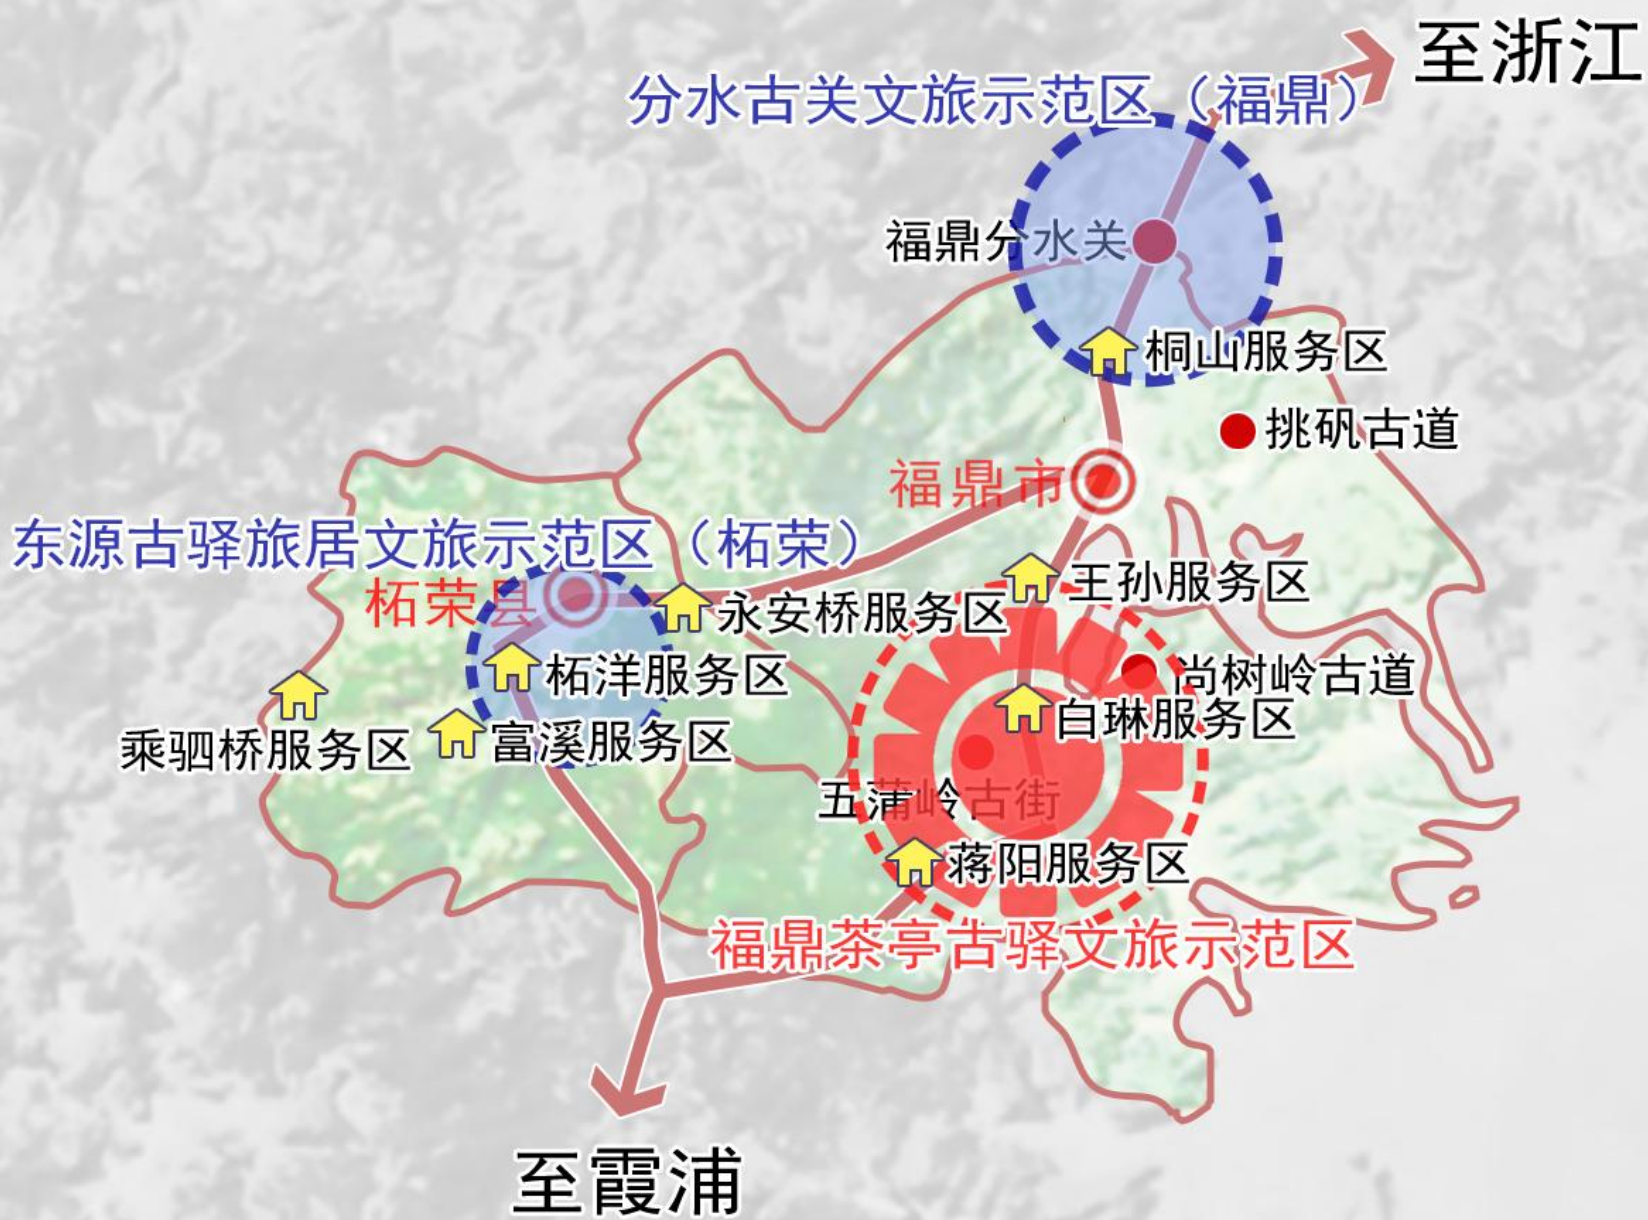 至浙江
分水古关文旅示范区（福鼎）
福鼎分水关
桐山服务区
挑矾古道
福鼎市
东源古驿旅居文旅示范区（柘荣）
王孙服务区
柘荣县
永安桥服务区
柘洋服务区
尚树岭古道
白琳服务区
乘驷桥服务区
富溪服务区
五蒲岭古街
蒋阳服务区
福鼎茶亭古驿文旅示范区
至霞浦